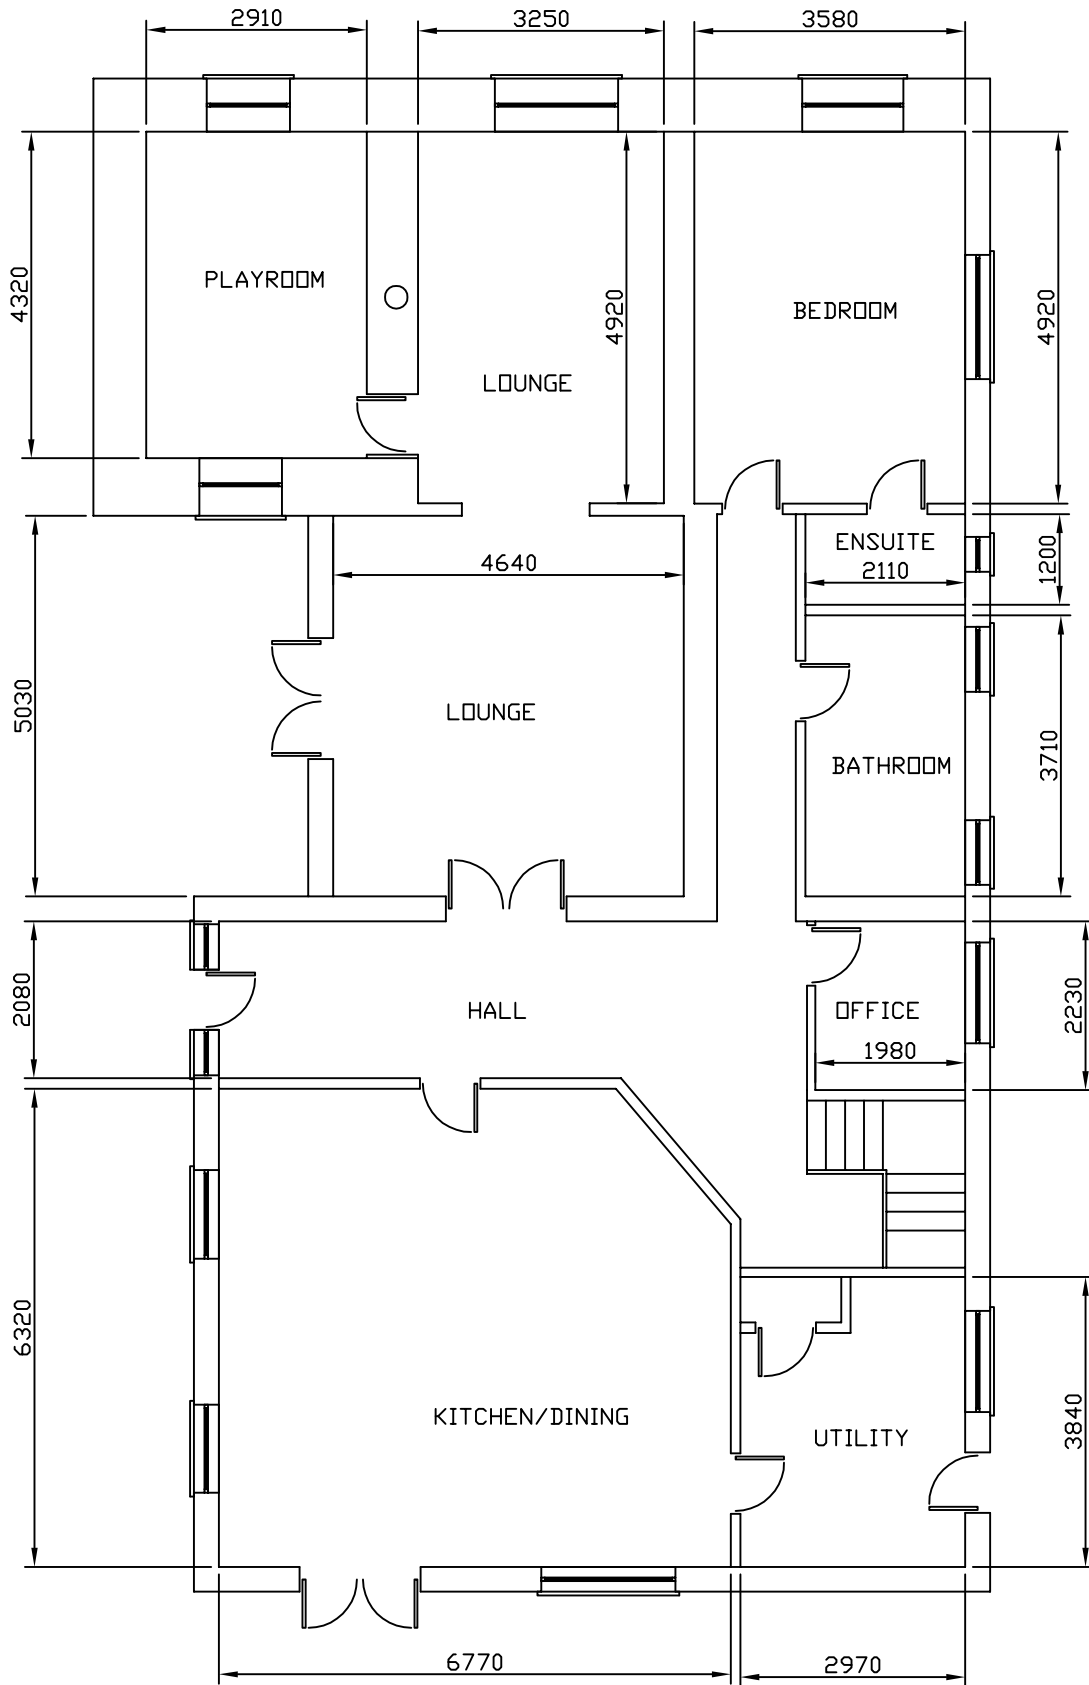 2910
3250
3580
4320
PLAYROOM
4920
BEDROOM
4920
LOUNGE
ENSUITE
2110
1200
4640
5030
LOUNGE
3710
BATHROOM
2080
HALL
OFFICE
1980
2230
6320
KITCHEN/DINING
UTILITY
3840
6770
2970